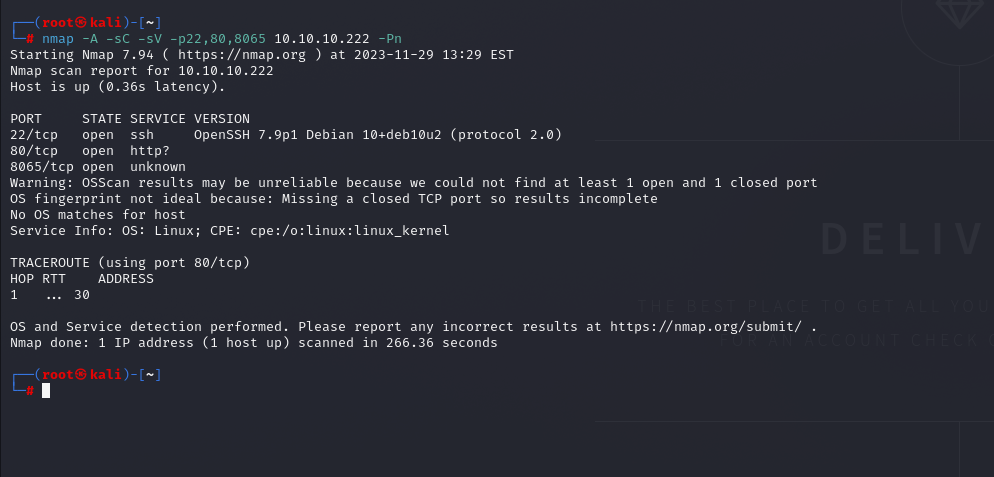 ┌──(root㉿kali)-[~]
└─# nmap -A -sC -sV -p22,80,8065 10.10.10.222 -Pn
Starting Nmap 7.94 ( https://nmap.org ) at 2023-11-29 13:29 EST
Nmap scan report for 10.10.10.222
Host is up (0.36s latency).

PORT     STATE SERVICE VERSION
22/tcp   open  ssh     OpenSSH 7.9p1 Debian 10+deb10u2 (protocol 2.0)
80/tcp   open  http?
8065/tcp open  unknown
Warning: OSScan results may be unreliable because we could not find at least 1 open and 1 closed port
OS fingerprint not ideal because: Missing a closed TCP port so results incomplete
No OS matches for host
Service Info: OS: Linux; CPE: cpe:/o:linux:linux_kernel
DELIV

TRACEROUTE (using port 80/tcp)
HOP RTT    ADDRESS
1   ... 30
THE BEST PLACE TO GET ALL YOU

OS and Service detection performed. Please report any incorrect results at https://nmap.org/submit/ .
Nmap done: 1 IP address (1 host up) scanned in 266.36 seconds
FOR AN ACCOUNT CHECK

┌──(root㉿kali)-[~]
└─#